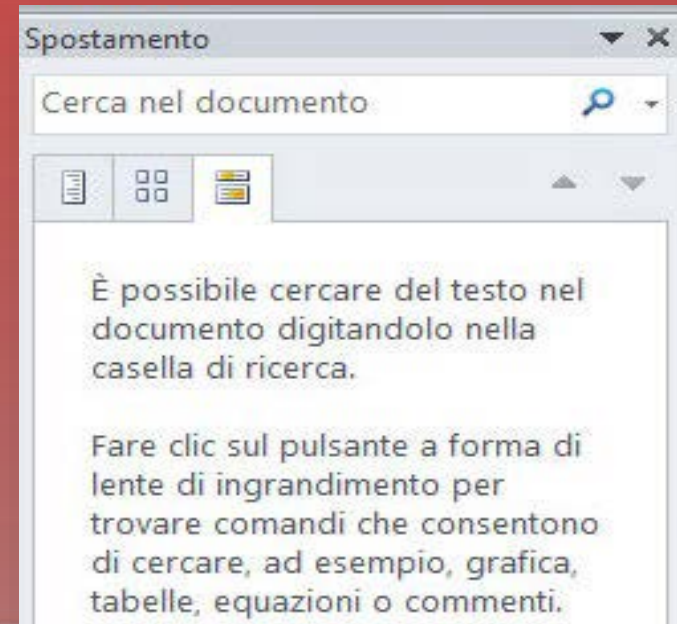 Spostamento
Cerca nel documento
È possibile cercare del testo nel
documento digitandolo nella
casella di ricerca.
Fare clic sul pulsante a forma di
lente di ingrandimento per
trovare comandi che consentono
di cercare, ad esempio, grafica,
tabelle, equazioni o commenti.